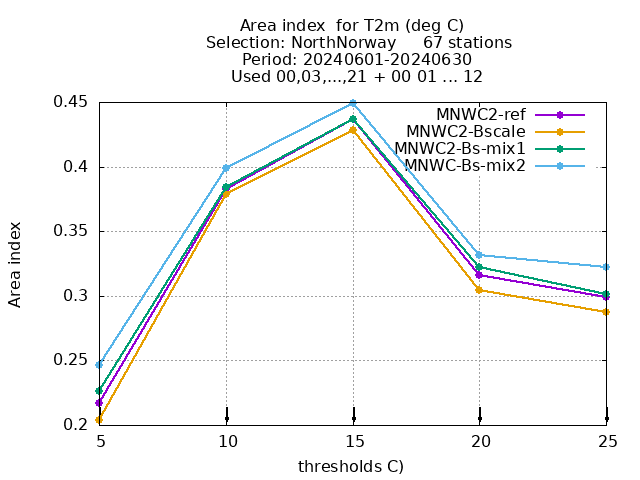 Area index  for T2m (deg C)
Selection: NorthNorway     67 stations
Period: 20240601-20240630
Used 00,03,...,21 + 00 01 ... 12
MNWC2-ref
MNWC2-Bscale
MNWC2-Bs-mix1
MNWC-Bs-mix2
Area index
0.45
0.4
0.35
0.3
0.25
0.2
5 10 15 20 25
thresholds C)